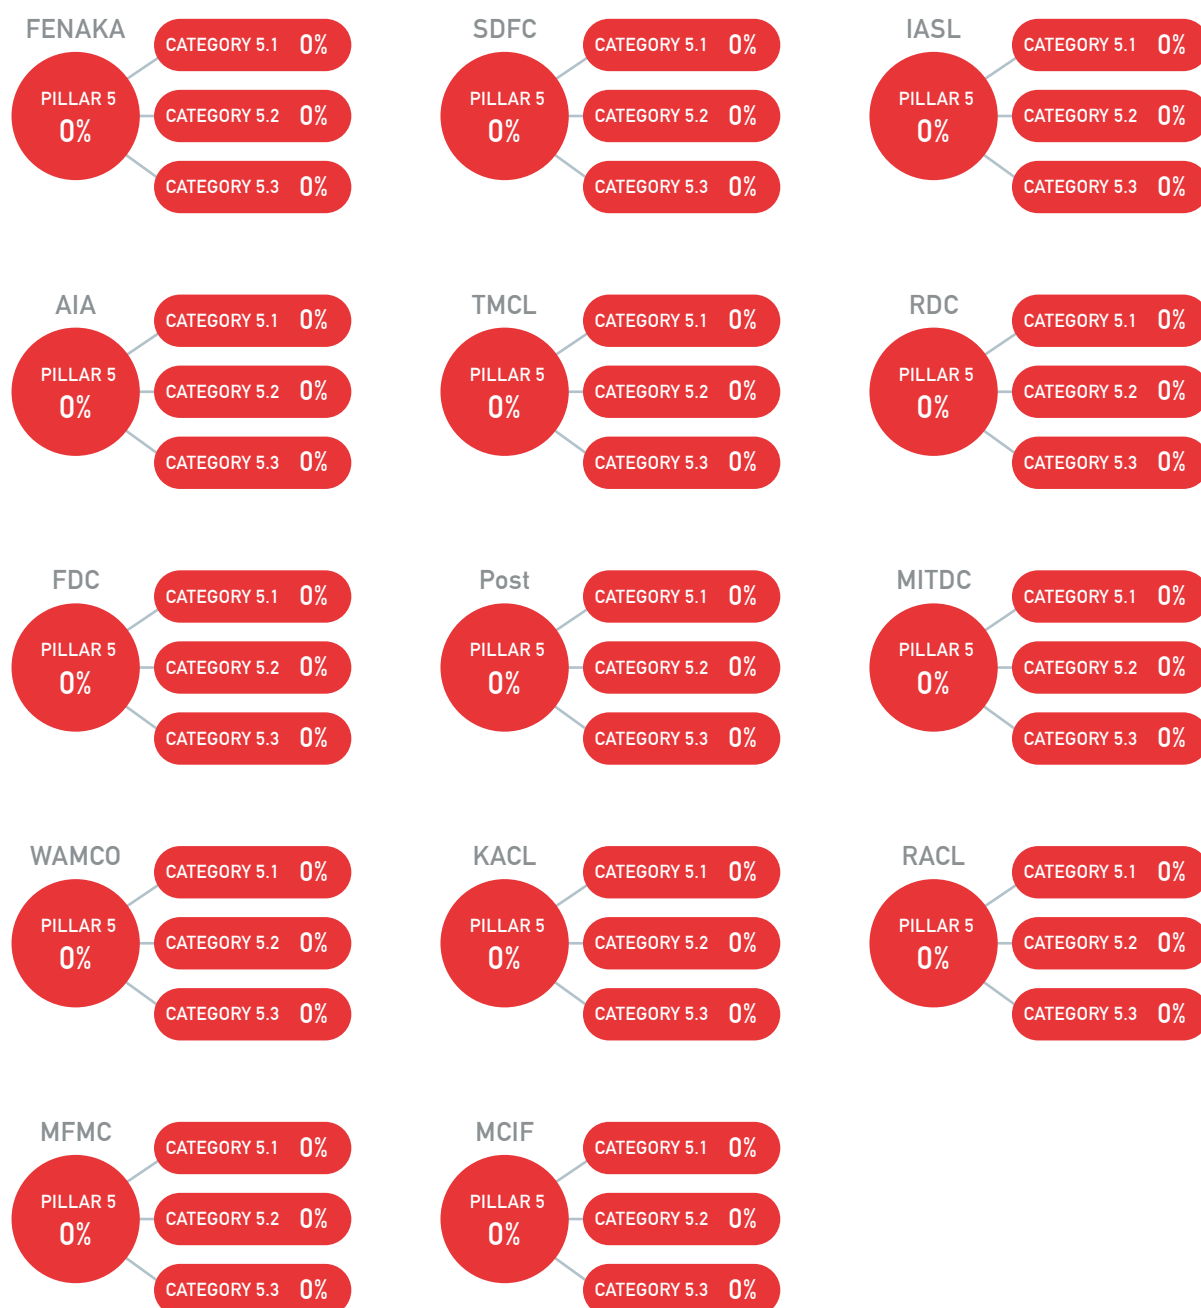 FENAKA
PILLAR 5
0%
CATEGORY 5.1 0%
CATEGORY 5.2 0%
CATEGORY 5.3 0%
SDFC
PILLAR 5
0%
CATEGORY 5.1 0%
CATEGORY 5.2 0%
CATEGORY 5.3 0%
IASL
PILLAR 5
0%
CATEGORY 5.1 0%
CATEGORY 5.2 0%
CATEGORY 5.3 0%
AIA
PILLAR 5
0%
CATEGORY 5.1 0%
CATEGORY 5.2 0%
CATEGORY 5.3 0%
TMCL
PILLAR 5
0%
CATEGORY 5.1 0%
CATEGORY 5.2 0%
CATEGORY 5.3 0%
RDC
PILLAR 5
0%
CATEGORY 5.1 0%
CATEGORY 5.2 0%
CATEGORY 5.3 0%
FDC
PILLAR 5
0%
CATEGORY 5.1 0%
CATEGORY 5.2 0%
CATEGORY 5.3 0%
Post
PILLAR 5
0%
CATEGORY 5.1 0%
CATEGORY 5.2 0%
CATEGORY 5.3 0%
MITDC
PILLAR 5
0%
CATEGORY 5.1 0%
CATEGORY 5.2 0%
CATEGORY 5.3 0%
WAMCO
PILLAR 5
0%
CATEGORY 5.1 0%
CATEGORY 5.2 0%
CATEGORY 5.3 0%
KACL
PILLAR 5
0%
CATEGORY 5.1 0%
CATEGORY 5.2 0%
CATEGORY 5.3 0%
RACL
PILLAR 5
0%
CATEGORY 5.1 0%
CATEGORY 5.2 0%
CATEGORY 5.3 0%
MFMC
PILLAR 5
0%
CATEGORY 5.1 0%
CATEGORY 5.2 0%
CATEGORY 5.3 0%
MCIF
PILLAR 5
0%
CATEGORY 5.1 0%
CATEGORY 5.2 0%
CATEGORY 5.3 0%